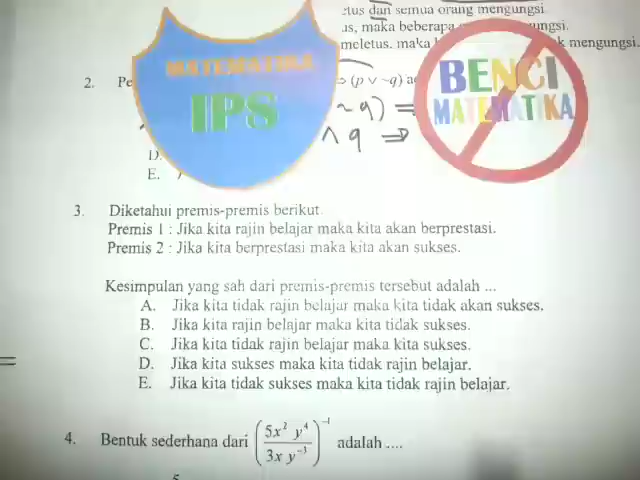 etus dan semua orang mengungsi.
us, maka beberapa ungsi.
meletus. maka k mengungsi.
2. Pe ⇒ (p ∨ ~q) ad
MATEMATIKA
IPS
BENCI
MATEMATIKA
~q) =
∧ q ⇒
D.
E.
3. Diketahui premis-premis berikut.
Premis 1 : Jika kita rajin belajar maka kita akan berprestasi.
Premis 2 : Jika kita berprestasi maka kita akan sukses.
Kesimpulan yang sah dari premis-premis tersebut adalah ...
A. Jika kita tidak rajin belajar maka kita tidak akan sukses.
B. Jika kita rajin belajar maka kita tidak sukses.
C. Jika kita tidak rajin belajar maka kita sukses.
D. Jika kita sukses maka kita tidak rajin belajar.
E. Jika kita tidak sukses maka kita tidak rajin belajar.
=
4. Bentuk sederhana dari (5x² y⁴ / 3x y⁻³)⁻¹ adalah ....